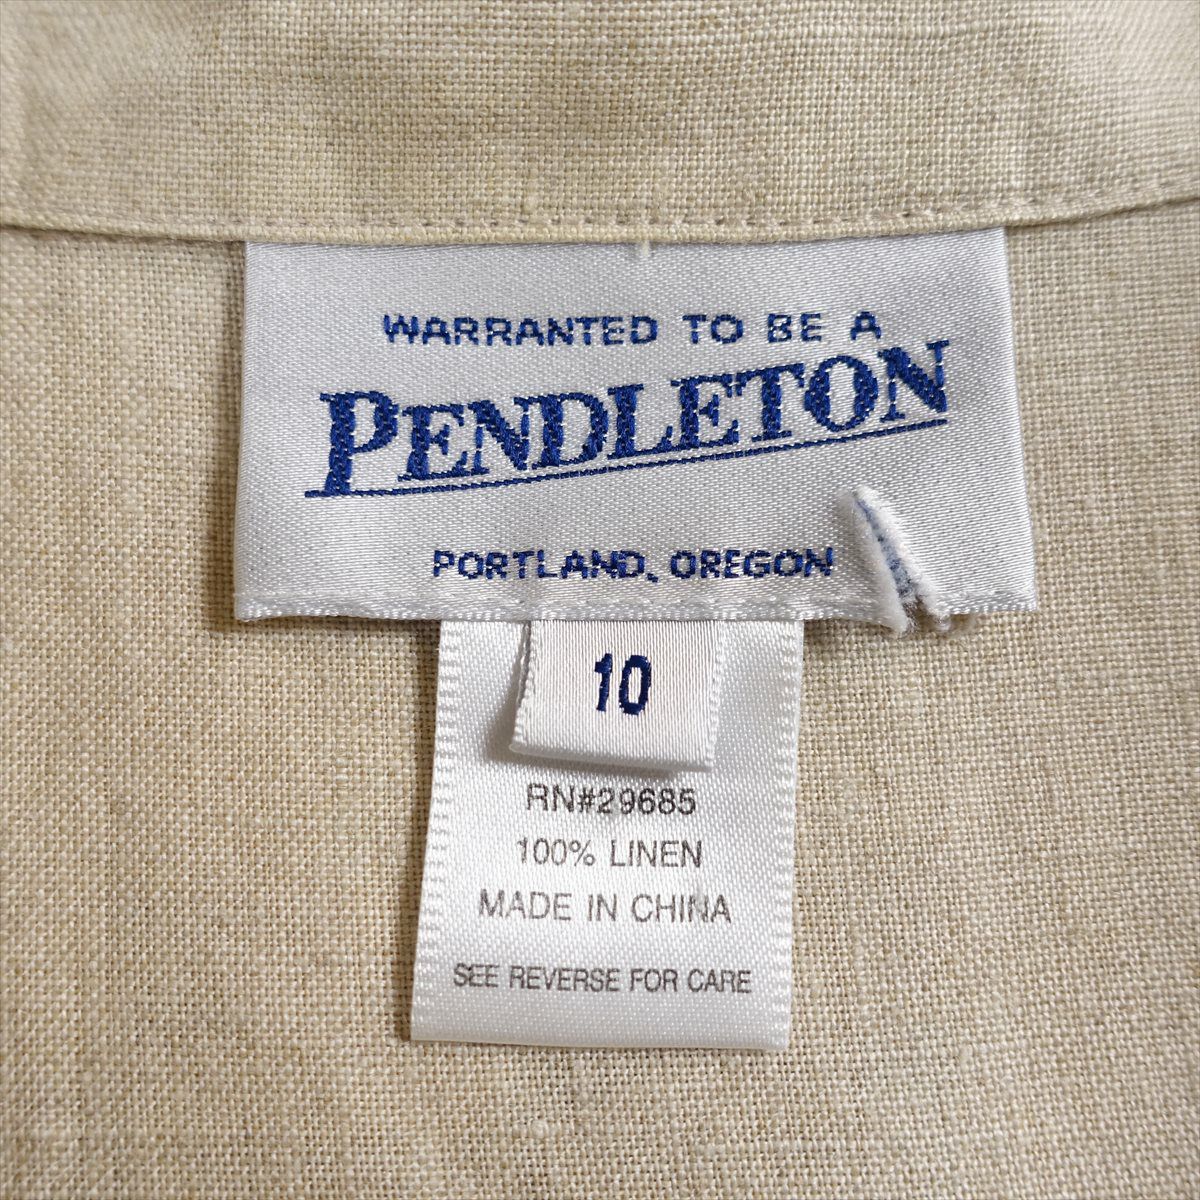 WARRANTED TO BE A
PENDLETON
PORTLAND, OREGON
10
RN#29685
100% LINEN
MADE IN CHINA
SEE REVERSE FOR CARE